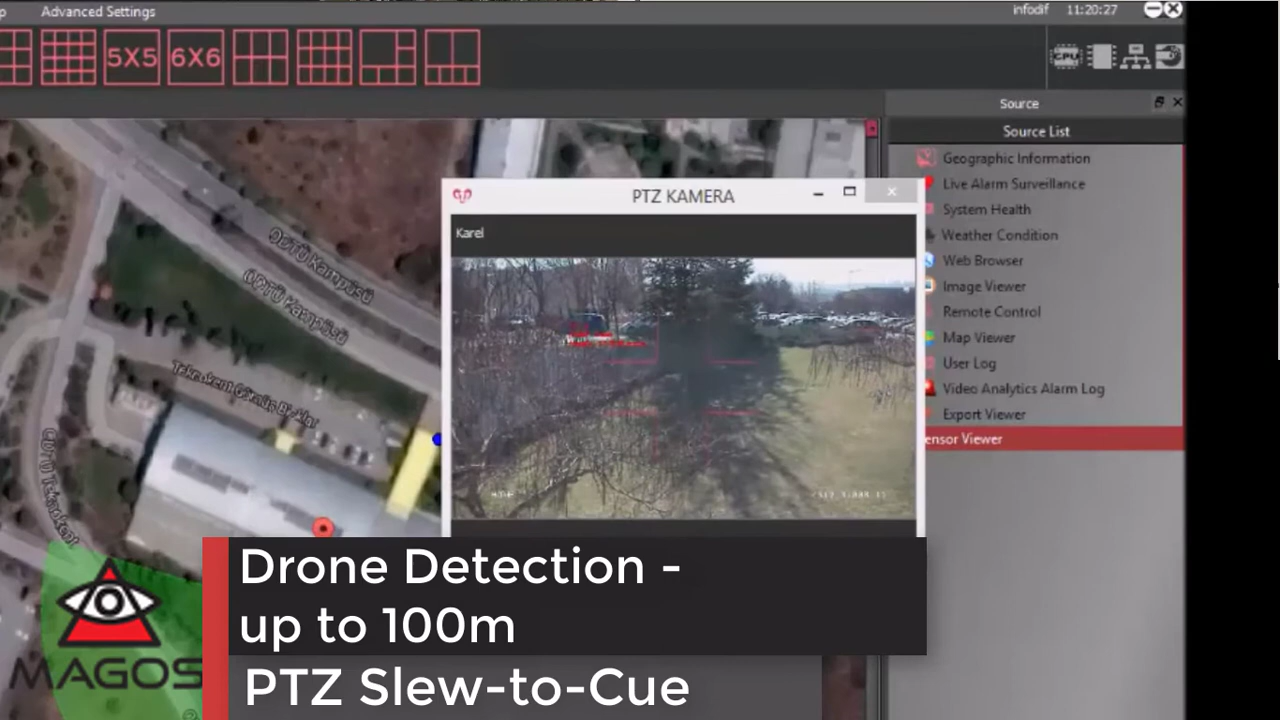 Advanced Settings
infodif
11:20:27
5X5
6X6
GPU
Source
Source List
Geographic Information
Live Alarm Surveillance
System Health
Weather Condition
Web Browser
Image Viewer
Remote Control
Map Viewer
User Log
Video Analytics Alarm Log
Export Viewer
ensor Viewer
PTZ KAMERA
Karel
ODTÜ Kampüsü
ODTÜ Kampüsü
Teknokent
Drone Detection -
up to 100m
PTZ Slew-to-Cue
MAGOS